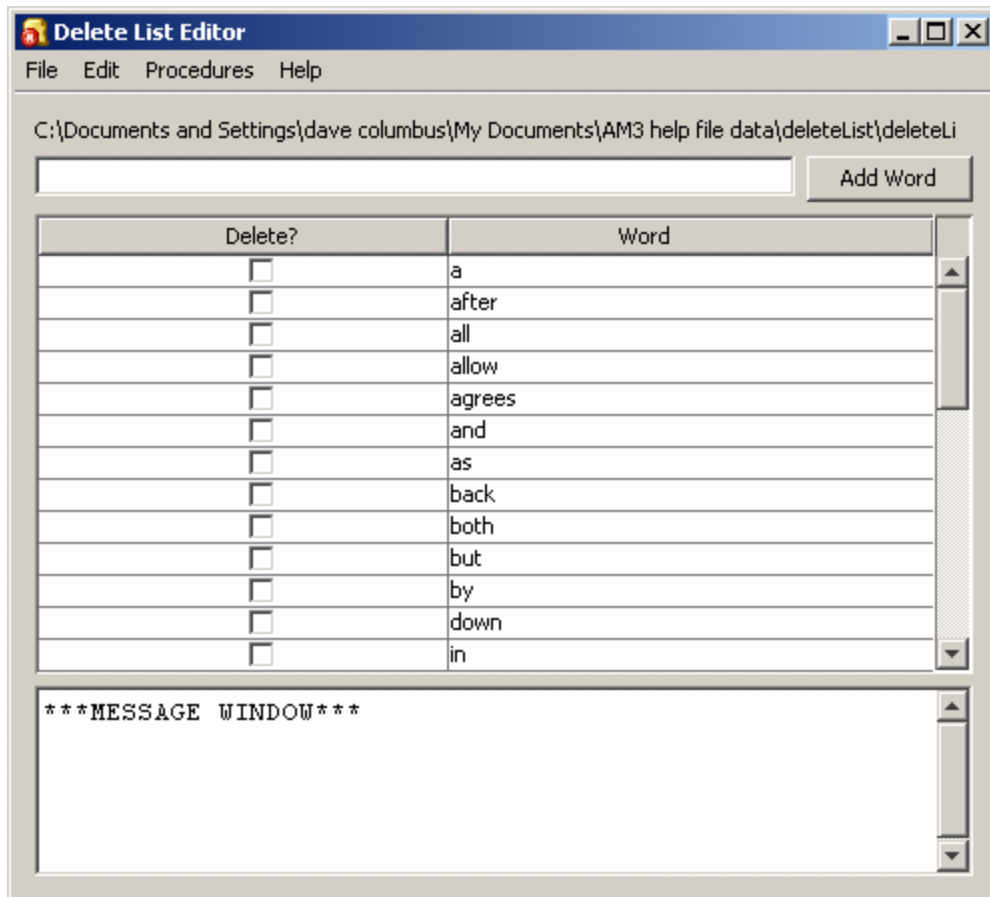 Delete List Editor
File Edit Procedures Help
C:\Documents and Settings\dave columbus\My Documents\AM3 help file data\deleteList\deleteLi
Add Word
Delete? Word
a
after
all
allow
agrees
and
as
back
both
but
by
down
in
***MESSAGE WINDOW***